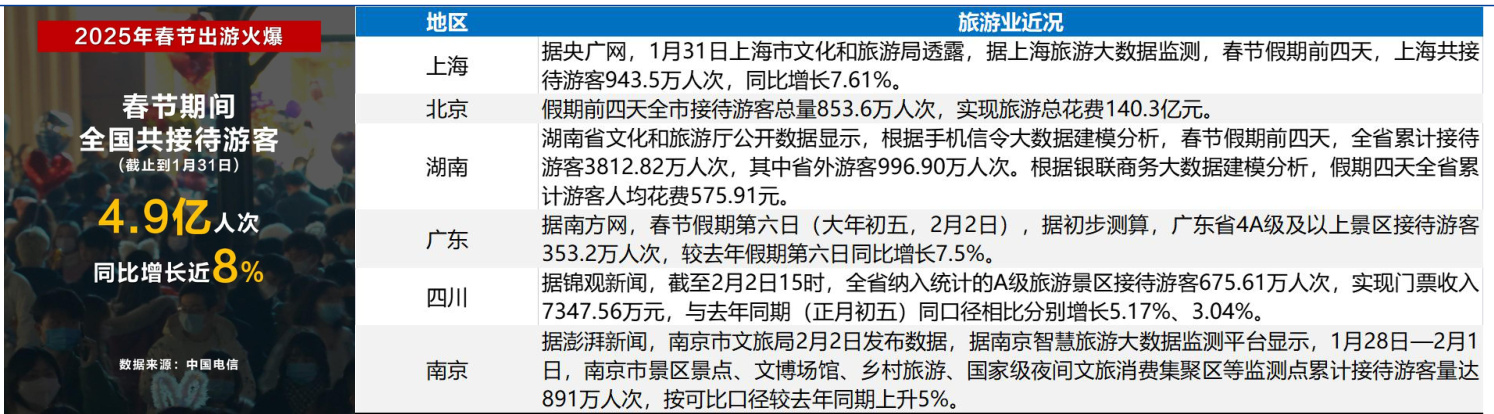 2025年春节出游火爆
春节期间
全国共接待游客
(截止到1月31日)
4.9亿人次
同比增长近8%
数据来源：中国电信
地区
旅游业近况
上海
据央广网，1月31日上海市文化和旅游局透露，据上海旅游大数据监测，春节假期前四天，上海共接
待游客943.5万人次，同比增长7.61%。
北京
假期前四天全市接待游客总量853.6万人次，实现旅游总花费140.3亿元。
湖南
湖南省文化和旅游厅公开数据显示，根据手机信令大数据建模分析，春节假期前四天，全省累计接待
游客3812.82万人次，其中省外游客996.90万人次。根据银联商务大数据建模分析，假期四天全省累
计游客人均花费575.91元。
广东
据南方网，春节假期第六日（大年初五，2月2日），据初步测算，广东省4A级及以上景区接待游客
353.2万人次，较去年假期第六日同比增长7.5%。
四川
据锦观新闻，截至2月2日15时，全省纳入统计的A级旅游景区接待游客675.61万人次，实现门票收入
7347.56万元，与去年同期（正月初五）同口径相比分别增长5.17%、3.04%。
南京
据澎湃新闻，南京市文旅局2月2日发布数据，据南京智慧旅游大数据监测平台显示，1月28日—2月1
日，南京市景区景点、文博场馆、乡村旅游、国家级夜间文旅消费集聚区等监测点累计接待游客量达
891万人次，按可比口径较去年同期上升5%。